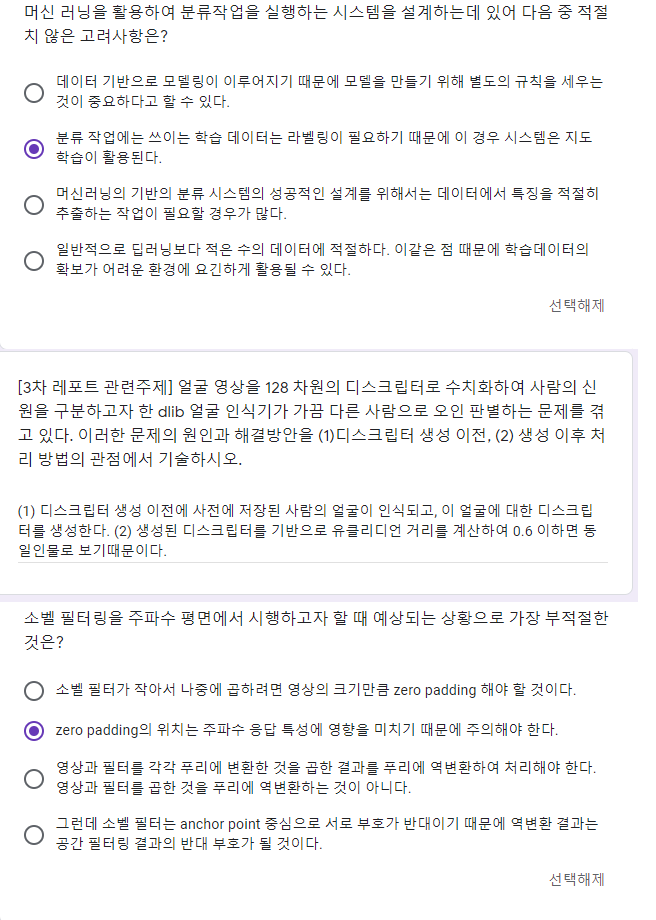 머신 러닝을 활용하여 분류작업을 실행하는 시스템을 설계하는데 있어 다음 중 적절
치 않은 고려사항은?
데이터 기반으로 모델링이 이루어지기 때문에 모델을 만들기 위해 별도의 규칙을 세우는
것이 중요하다고 할 수 있다.
분류 작업에는 쓰이는 학습 데이터는 라벨링이 필요하기 때문에 이 경우 시스템은 지도
학습이 활용된다.
머신러닝의 기반의 분류 시스템의 성공적인 설계를 위해서는 데이터에서 특징을 적절히
추출하는 작업이 필요할 경우가 많다.
일반적으로 딥러닝보다 적은 수의 데이터에 적절하다. 이같은 점 때문에 학습데이터의
확보가 어려운 환경에 요긴하게 활용될 수 있다.
선택해제
[3차 레포트 관련주제] 얼굴 영상을 128 차원의 디스크립터로 수치화하여 사람의 신
원을 구분하고자 한 dlib 얼굴 인식기가 가끔 다른 사람으로 오인 판별하는 문제를 겪
고 있다. 이러한 문제의 원인과 해결방안을 (1)디스크립터 생성 이전, (2) 생성 이후 처
리 방법의 관점에서 기술하시오.
(1) 디스크립터 생성 이전에 사전에 저장된 사람의 얼굴이 인식되고, 이 얼굴에 대한 디스크립
터를 생성한다. (2) 생성된 디스크립터를 기반으로 유클리디언 거리를 계산하여 0.6 이하면 동
일인물로 보기때문이다.
소벨 필터링을 주파수 평면에서 시행하고자 할 때 예상되는 상황으로 가장 부적절한
것은?
소벨 필터가 작아서 나중에 곱하려면 영상의 크기만큼 zero padding 해야 할 것이다.
zero padding의 위치는 주파수 응답 특성에 영향을 미치기 때문에 주의해야 한다.
영상과 필터를 각각 푸리에 변환한 것을 곱한 결과를 푸리에 역변환하여 처리해야 한다.
영상과 필터를 곱한 것을 푸리에 역변환하는 것이 아니다.
그런데 소벨 필터는 anchor point 중심으로 서로 부호가 반대이기 때문에 역변환 결과는
공간 필터링 결과의 반대 부호가 될 것이다.
선택해제